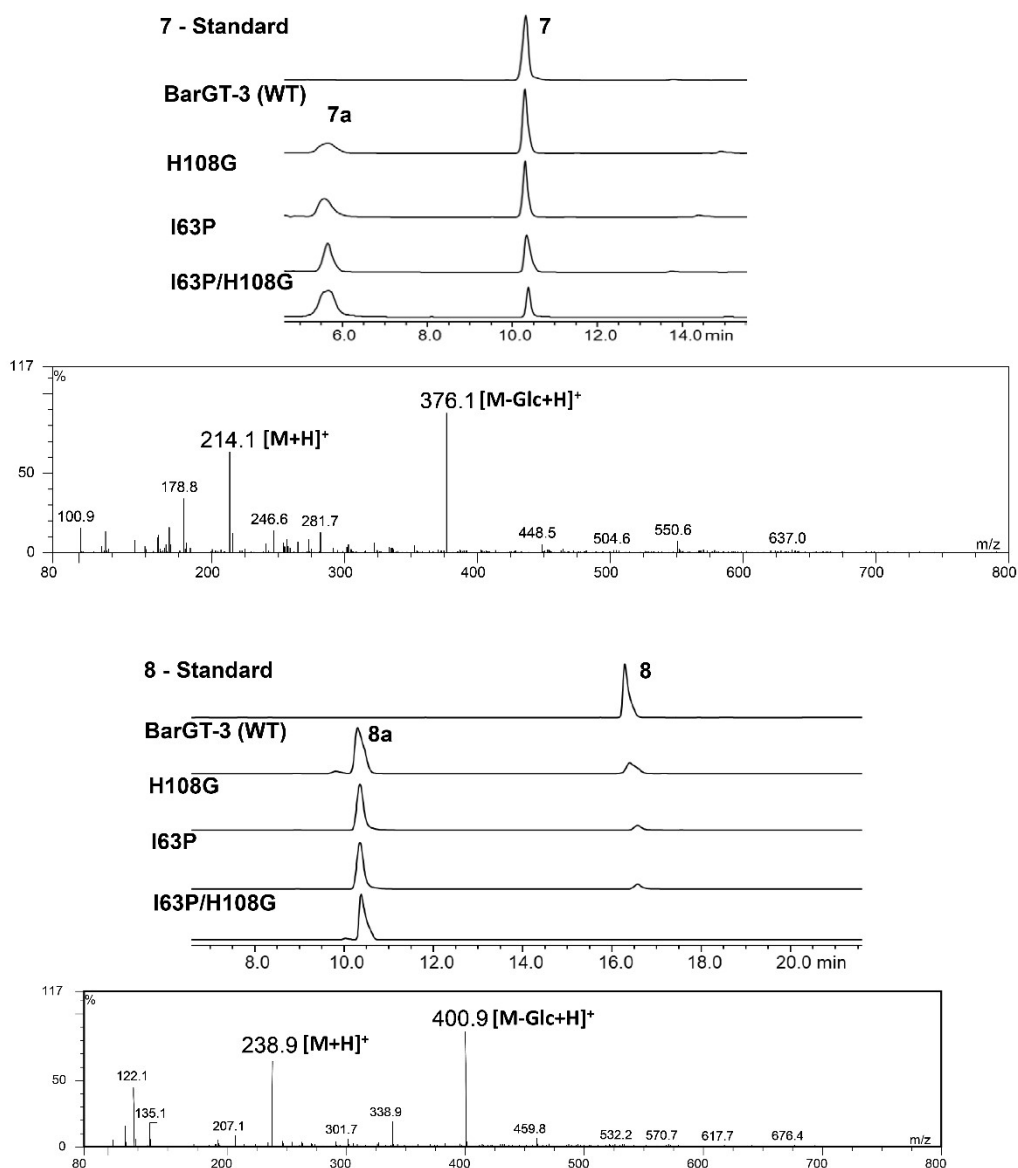 7 - Standard
7
BarGT-3 (WT)
7a
H108G
I63P
I63P/H108G
6.0 8.0 10.0 12.0 14.0 min
117
%
376.1 [M-Glc+H]+
214.1 [M+H]+
50
178.8
100.9
246.6
281.7
448.5
504.6
550.6
637.0
0
m/z
80 200 300 400 500 600 700 800
8 - Standard
8
BarGT-3 (WT)
8a
H108G
I63P
I63P/H108G
8.0 10.0 12.0 14.0 16.0 18.0 20.0 min
117
%
400.9 [M-Glc+H]+
238.9 [M+H]+
50
122.1
135.1
207.1
301.7
338.9
459.8
532.2
570.7
617.7
676.4
0
m/z
80 200 300 400 500 600 700 800